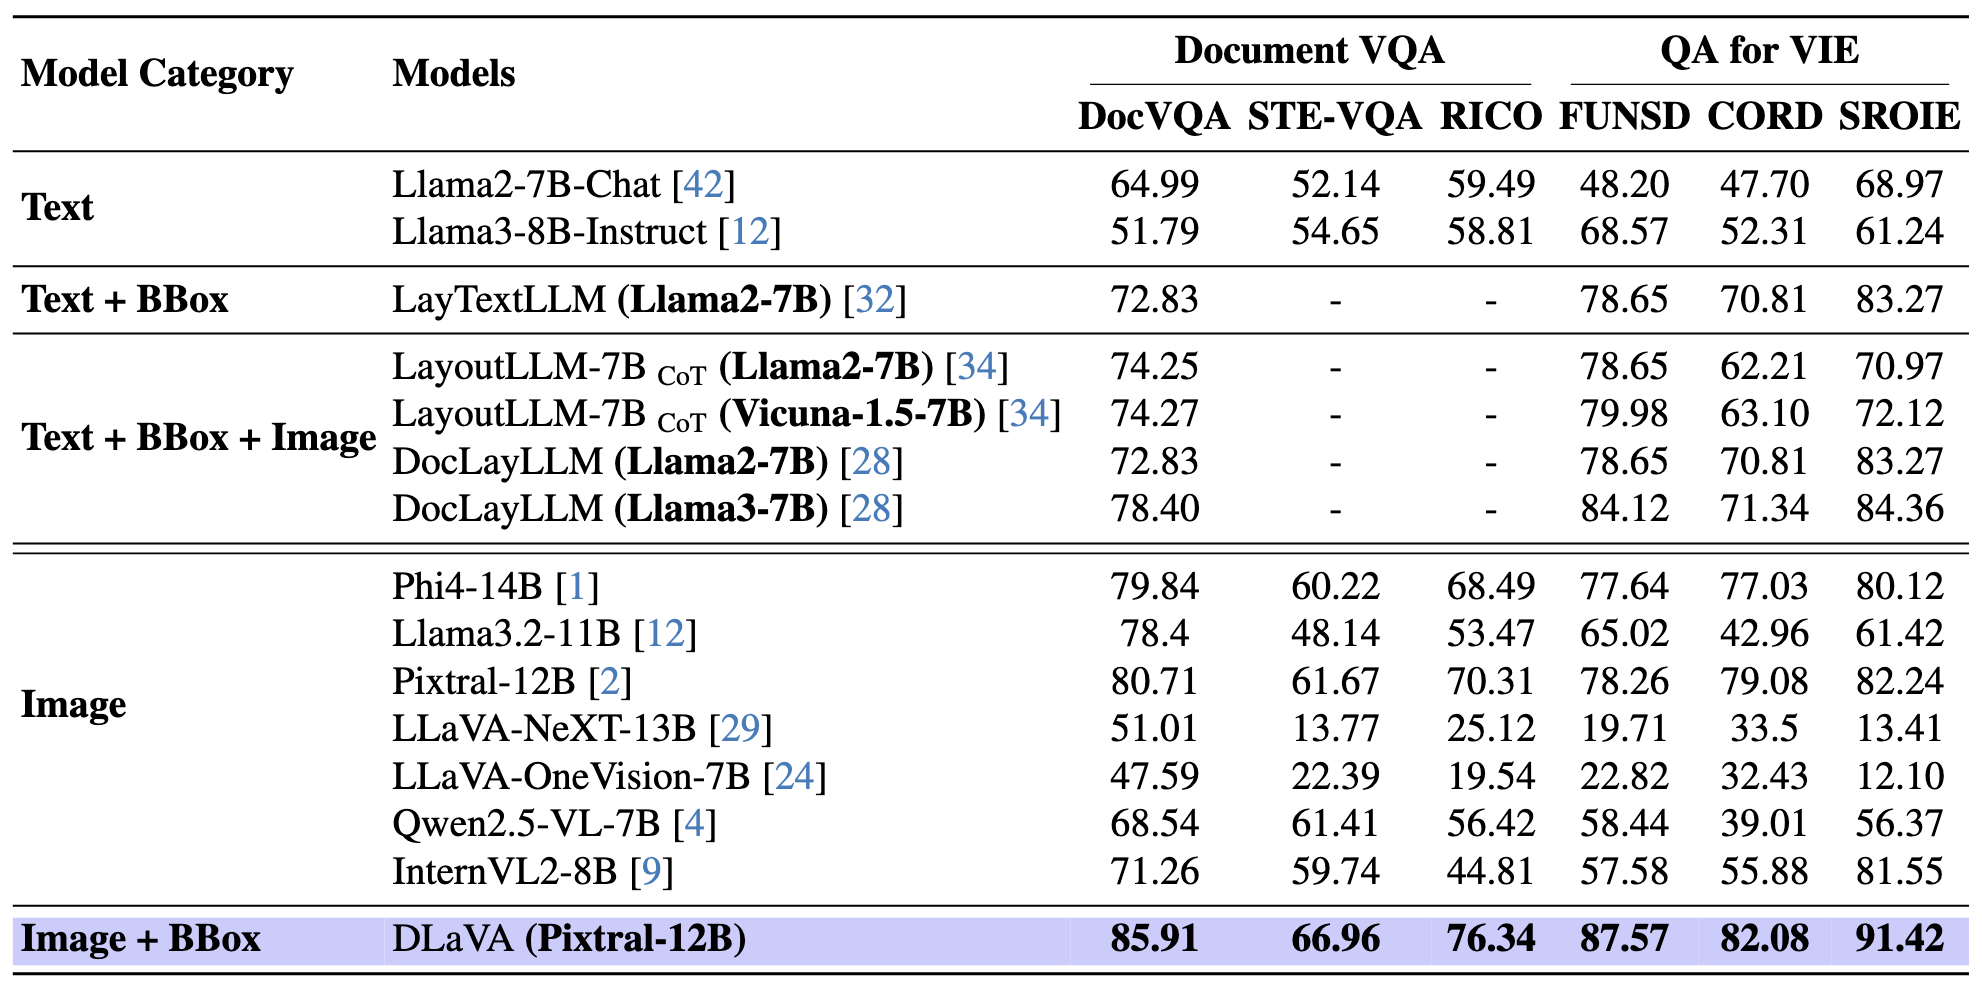 Model Category Models Document VQA QA for VIE
DocVQA STE-VQA RICO FUNSD CORD SROIE
Text
Llama2-7B-Chat [42] 64.99 52.14 59.49 48.20 47.70 68.97
Llama3-8B-Instruct [12] 51.79 54.65 58.81 68.57 52.31 61.24
Text + BBox LayTextLLM (Llama2-7B) [32] 72.83 - - 78.65 70.81 83.27
Text + BBox + Image
LayoutLLM-7B CoT (Llama2-7B) [34] 74.25 - - 78.65 62.21 70.97
LayoutLLM-7B CoT (Vicuna-1.5-7B) [34] 74.27 - - 79.98 63.10 72.12
DocLayLLM (Llama2-7B) [28] 72.83 - - 78.65 70.81 83.27
DocLayLLM (Llama3-7B) [28] 78.40 - - 84.12 71.34 84.36
Image
Phi4-14B [1] 79.84 60.22 68.49 77.64 77.03 80.12
Llama3.2-11B [12] 78.4 48.14 53.47 65.02 42.96 61.42
Pixtral-12B [2] 80.71 61.67 70.31 78.26 79.08 82.24
LLaVA-NeXT-13B [29] 51.01 13.77 25.12 19.71 33.5 13.41
LLaVA-OneVision-7B [24] 47.59 22.39 19.54 22.82 32.43 12.10
Qwen2.5-VL-7B [4] 68.54 61.41 56.42 58.44 39.01 56.37
InternVL2-8B [9] 71.26 59.74 44.81 57.58 55.88 81.55
Image + BBox DLaVA (Pixtral-12B) 85.91 66.96 76.34 87.57 82.08 91.42